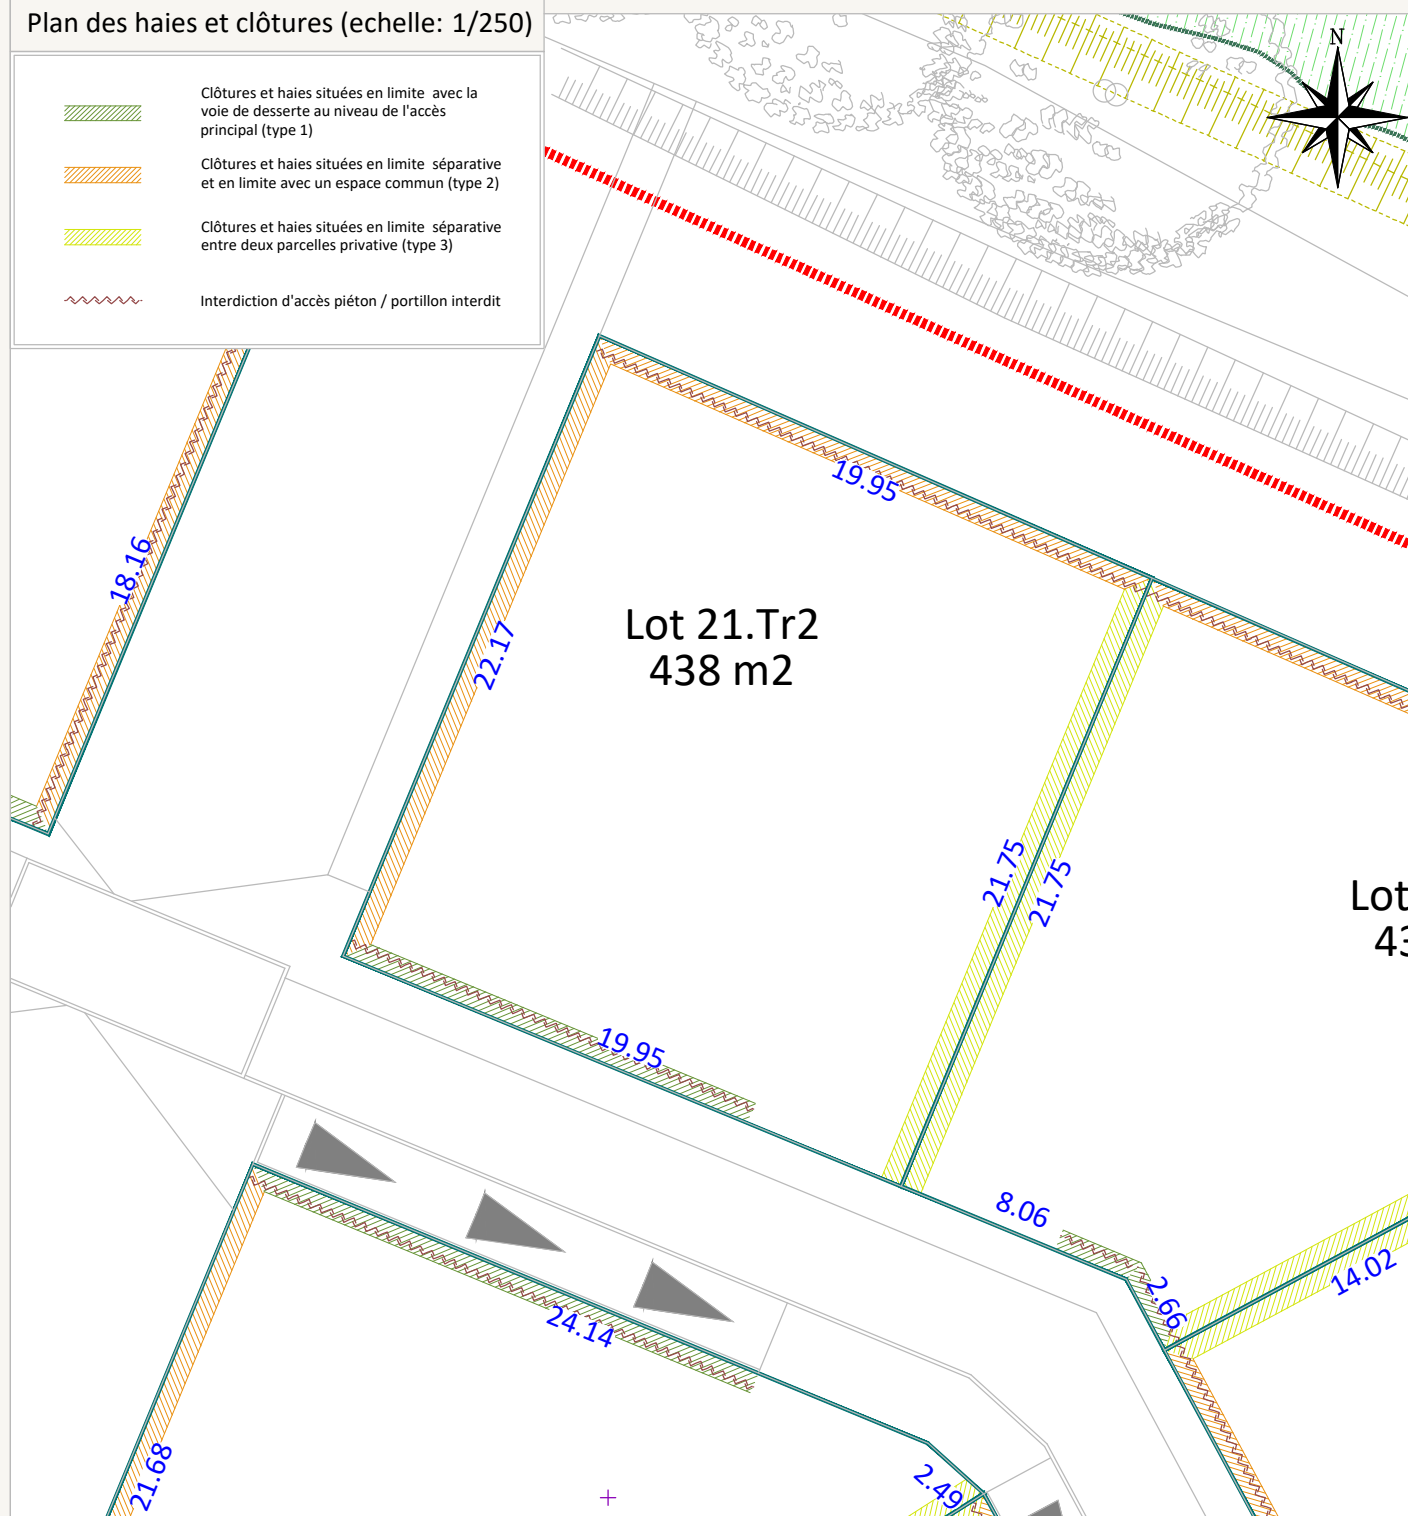 Plan des haies et clôtures (echelle: 1/250)
Clôtures et haies situées en limite avec la
voie de desserte au niveau de l'accès
principal (type 1)
Clôtures et haies situées en limite séparative
et en limite avec un espace commun (type 2)
Clôtures et haies situées en limite séparative
entre deux parcelles privative (type 3)
Interdiction d'accès piéton / portillon interdit
N
19.95
18.16
22.17
Lot 21.Tr2
438 m2
21.75
21.75
Lot
43
19.95
8.06
2.66
14.02
24.14
21.68
2.49